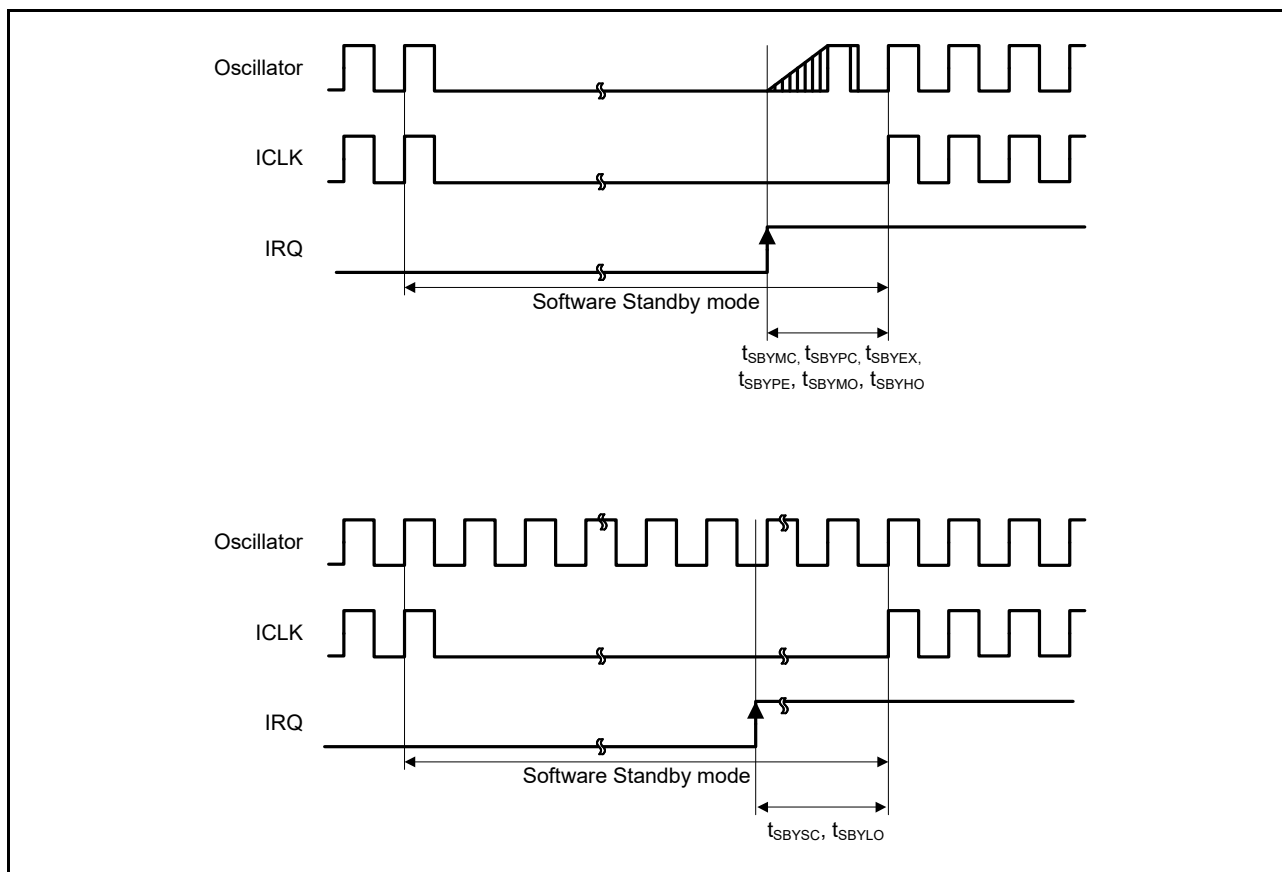 Oscillator
ICLK
IRQ
Software Standby mode
tSBYMC, tSBYPC, tSBYEX,
tSBYPE, tSBYMO, tSBYHO
Oscillator
ICLK
IRQ
Software Standby mode
tSBYSC, tSBYLO